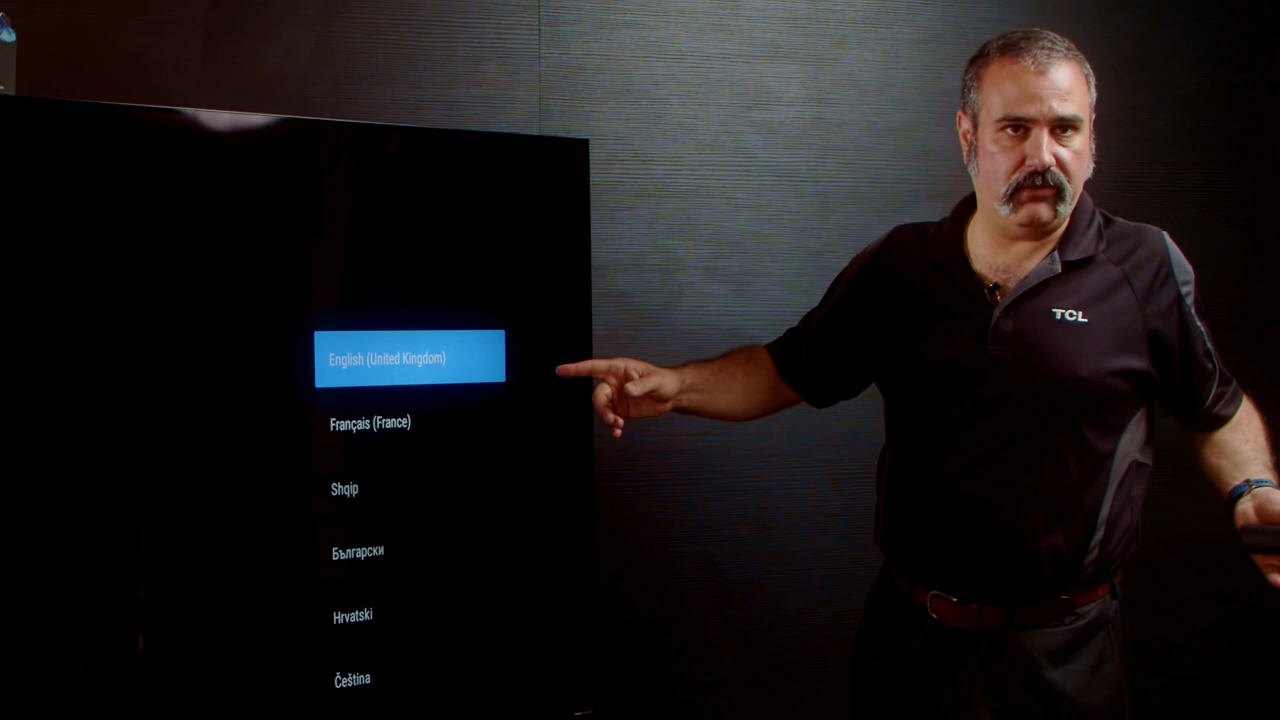 English (United Kingdom)
Français (France)
Shqip
Български
Hrvatski
Čeština
TCL